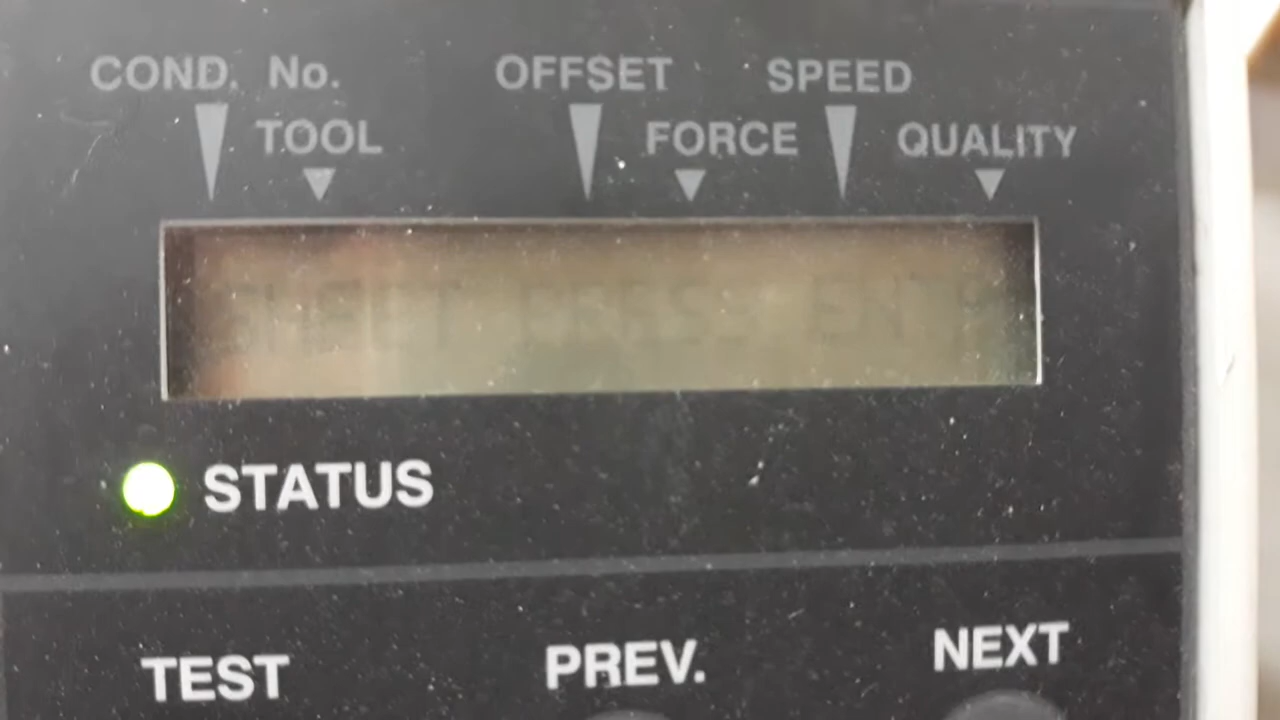 COND. No. OFFSET SPEED
TOOL FORCE QUALITY
STATUS
TEST PREV. NEXT